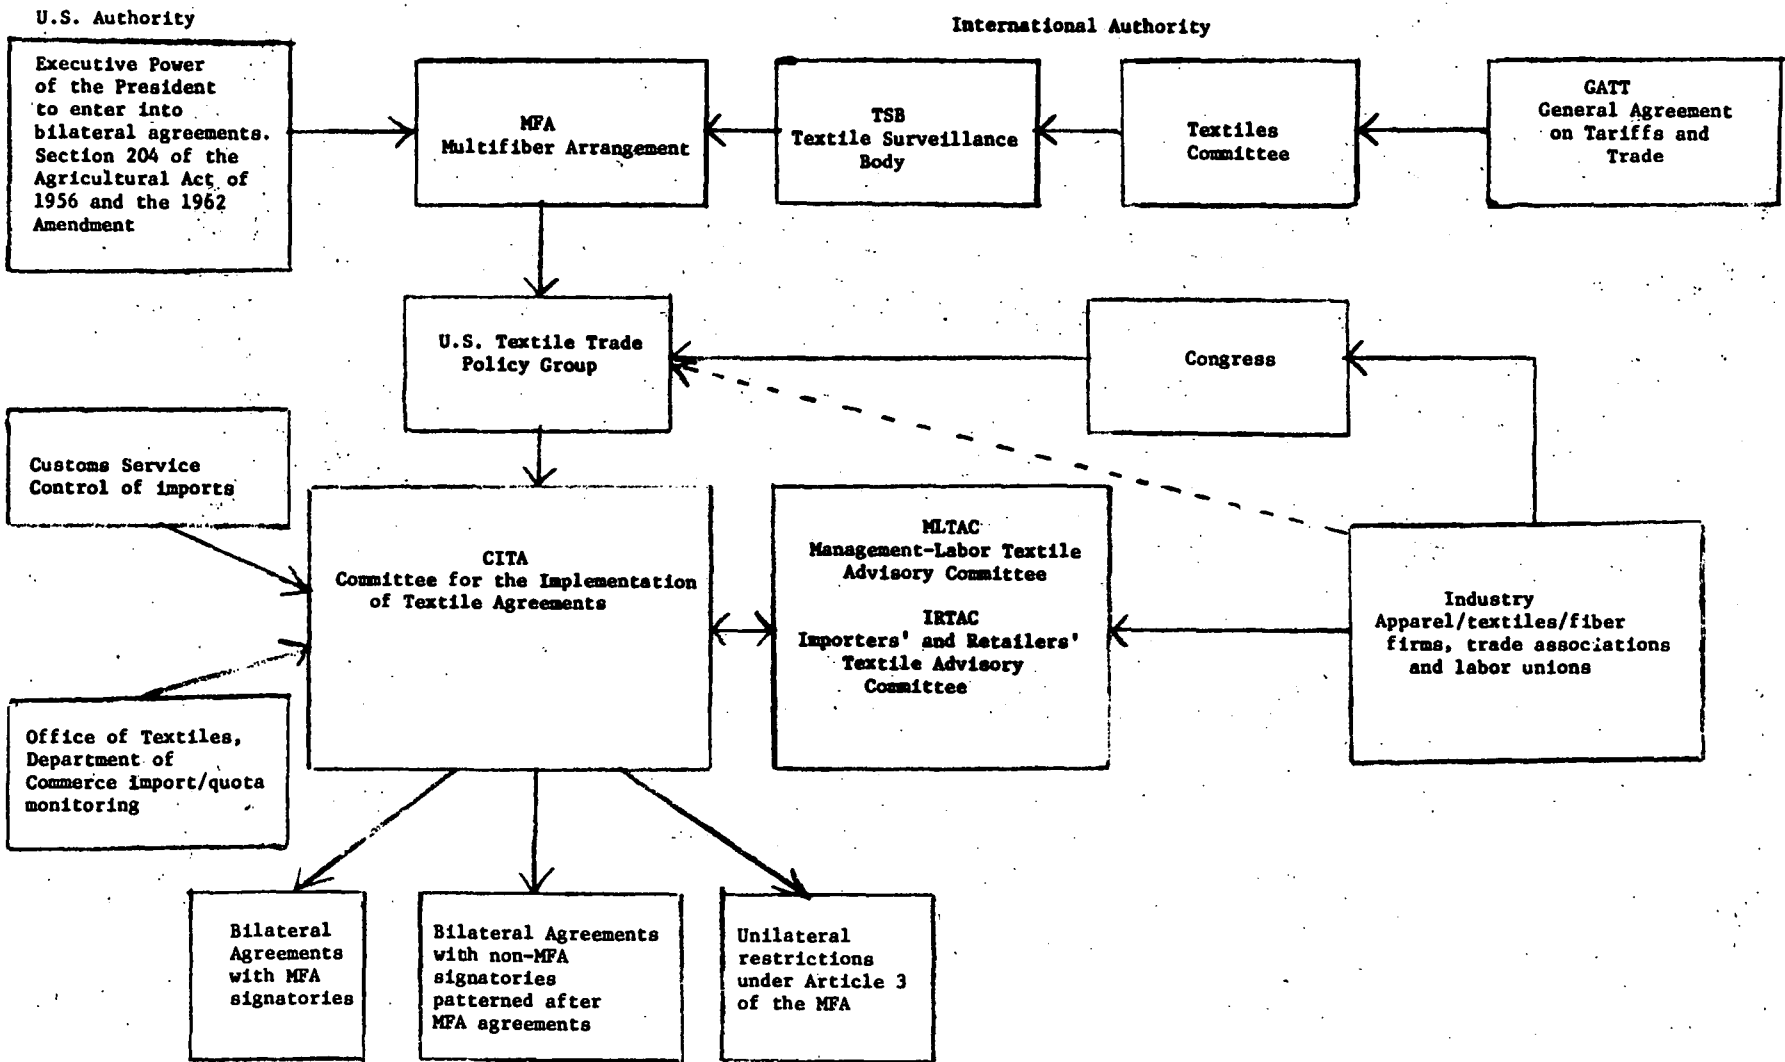 U.S. Authority
International Authority
Executive Power
of the President
to enter into
bilateral agreements.
Section 204 of the
Agricultural Act of
1956 and the 1962
Amendment
MFA
Multifiber Arrangement
TSB
Textile Surveillance
Body
Textiles
Committee
GATT
General Agreement
on Tariffs and
Trade
U.S. Textile Trade
Policy Group
Congress
Customs Service
Control of imports
CITA
Committee for the Implementation
of Textile Agreements
MLTAC
Management-Labor Textile
Advisory Committee
IRTAC
Importers' and Retailers'
Textile Advisory
Committee
Industry
Apparel/textiles/fiber
firms, trade associations
and labor unions
Office of Textiles,
Department of
Commerce import/quota
monitoring
Bilateral
Agreements
with MFA
signatories
Bilateral Agreements
with non-MFA
signatories
patterned after
MFA agreements
Unilateral
restrictions
under Article 3
of the MFA